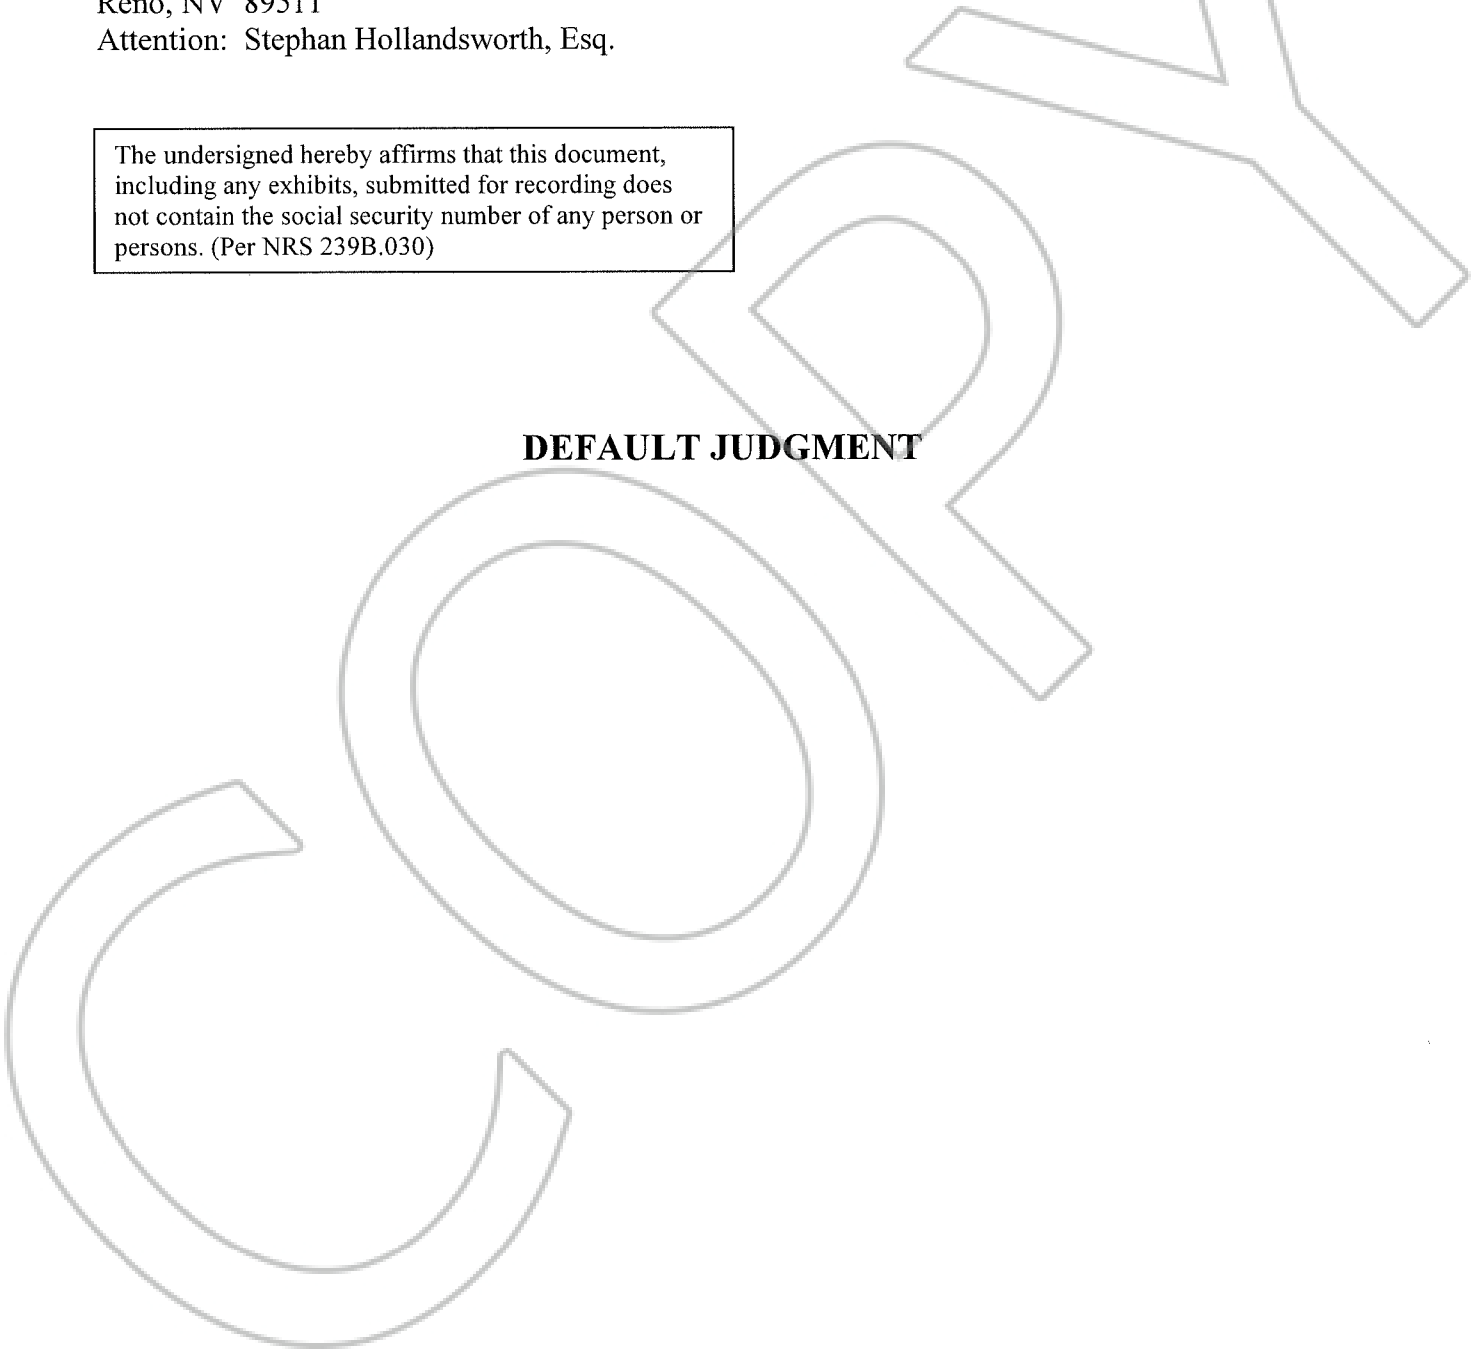 Reno, NV 89511
Attention: Stephan Hollandsworth, Esq.
The undersigned hereby affirms that this document,
including any exhibits, submitted for recording does
not contain the social security number of any person or
persons. (Per NRS 239B.030)
DEFAULT JUDGMENT
COPY